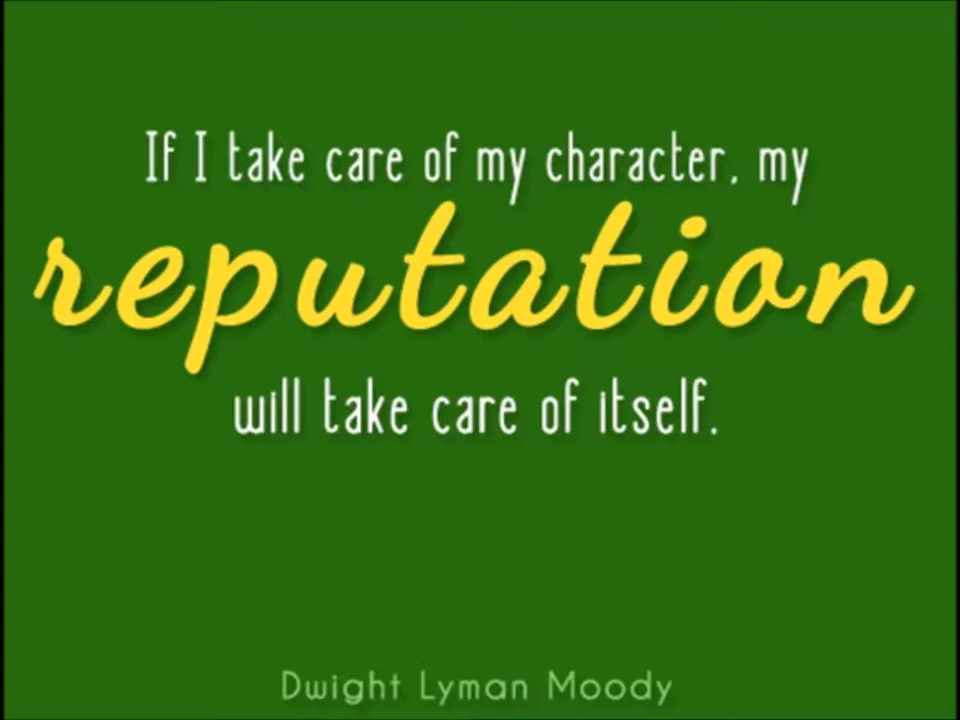 If I take care of my character, my
reputation
will take care of itself.
Dwight Lyman Moody